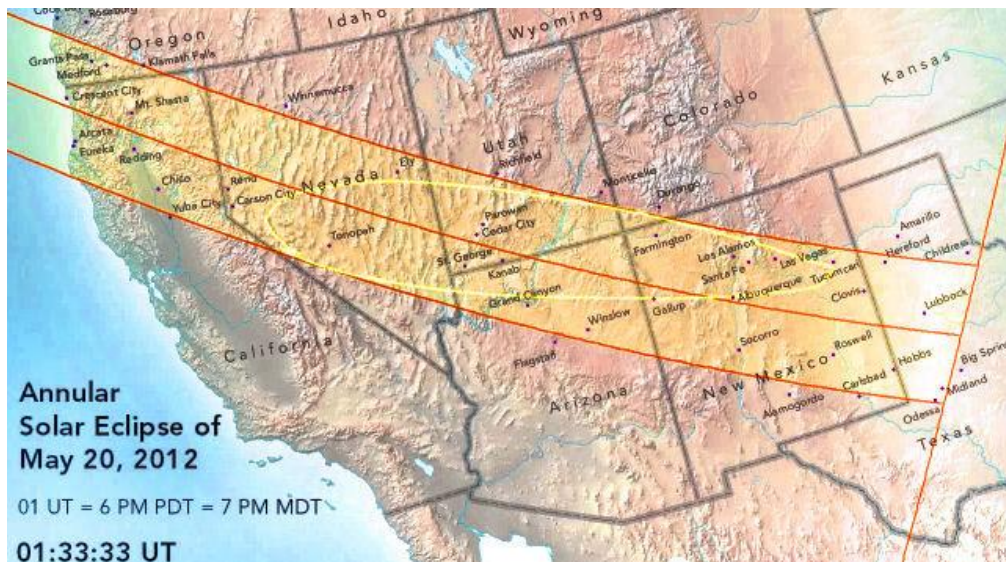 Coos Bay
Roseburg
Oregon
Idaho
Wyoming
Grants Pass
Medford
Klamath Falls
Kansas
Crescent City
Mt. Shasta
Winnemucca
Colorado
Arcata
Eureka
Redding
Utah
Ely
Richfield
Chico
Reno
Nevada
Monticello
Durango
Yuba City
Carson City
Parowan
Cedar City
Amarillo
Tonopah
St. George
Farmington
Los Alamos
Hereford
Childress
Kanab
Santa Fe
Las Vegas
Tucumcari
Grand Canyon
Gallup
Albuquerque
Clovis
Lubbock
Winslow
California
Flagstaff
Socorro
Roswell
Hobbs
Big Spring
New Mexico
Arizona
Alamogordo
Carlsbad
Midland
Odessa
Texas
Annular
Solar Eclipse of
May 20, 2012
01 UT = 6 PM PDT = 7 PM MDT
01:33:33 UT